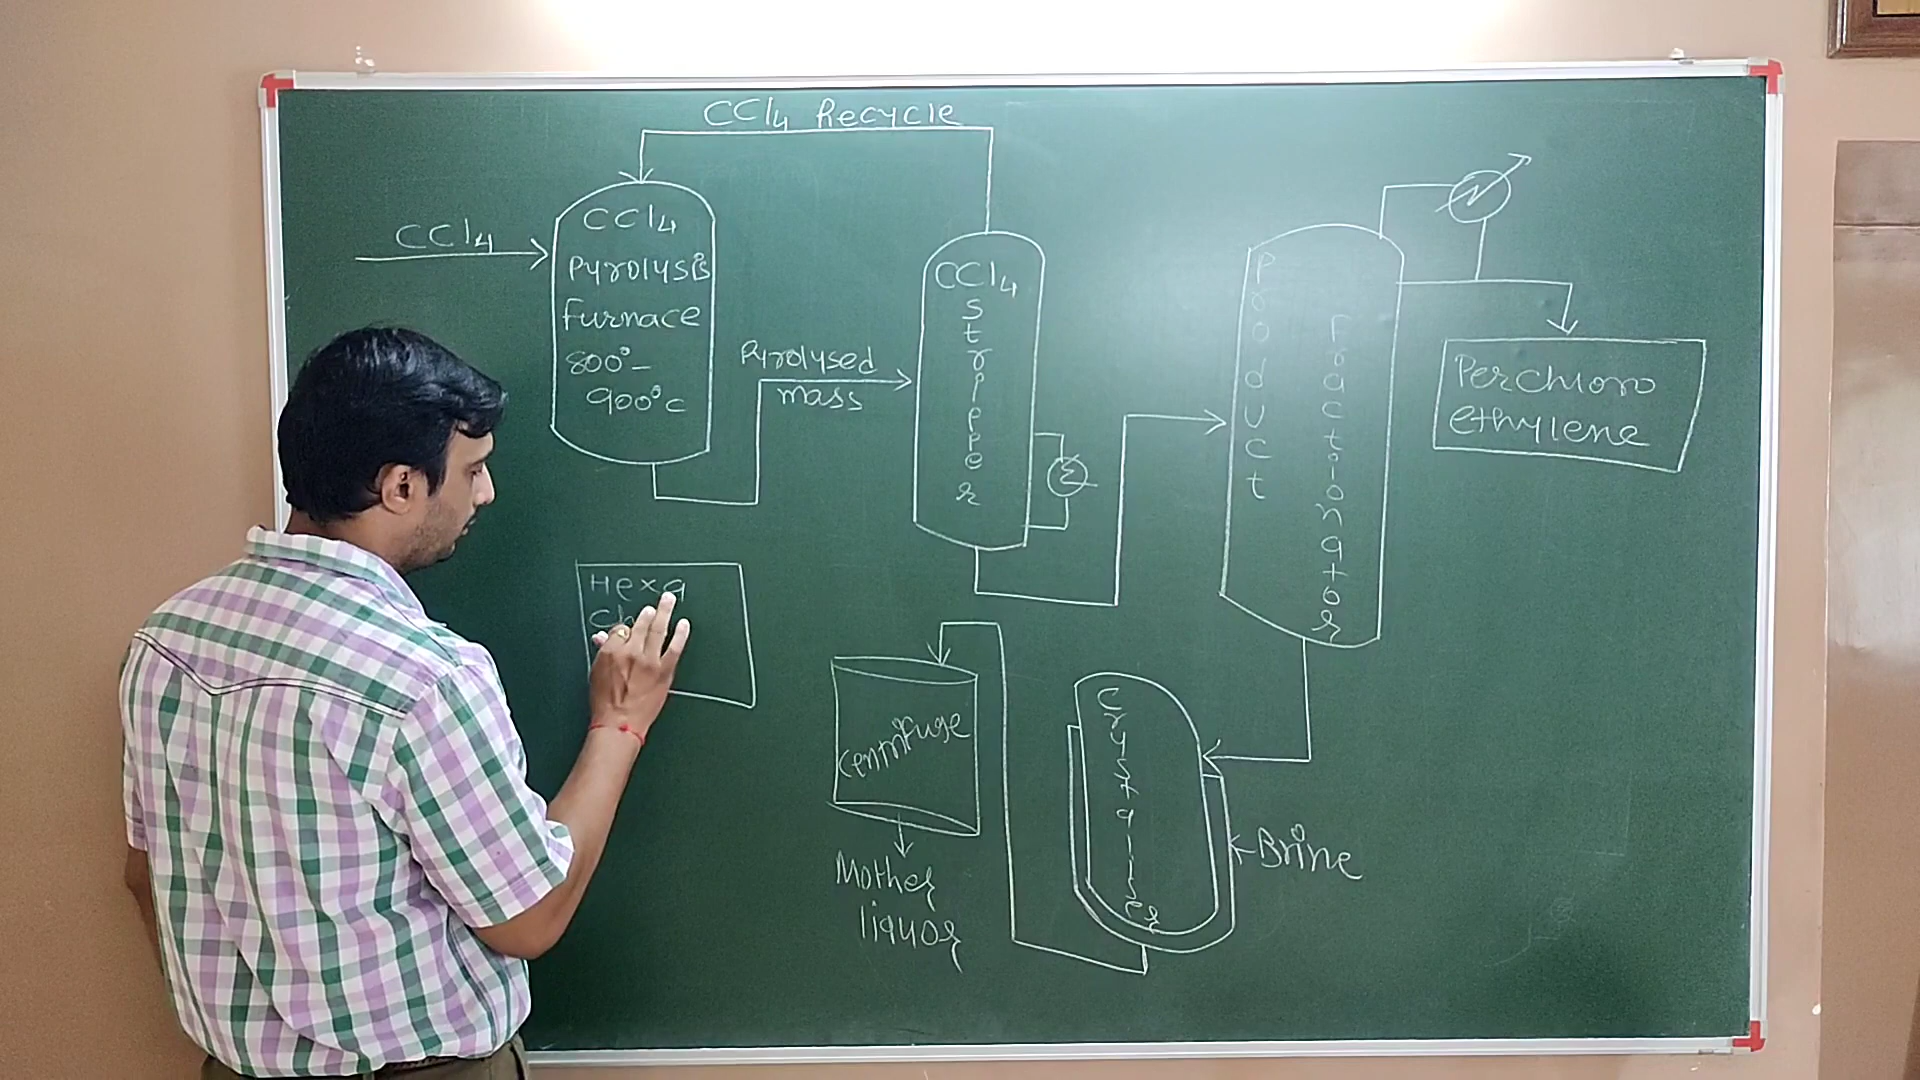 CCl4 Recycle
CCl4
CCl4
Pyrolysis
furnace
800°-
900°c
Pyrolysed
mass
CCl4
Stripper
Product
Fractionator
Perchloro
ethylene
Hexa
Ch
Centrifuge
Mother
liquor
Brine